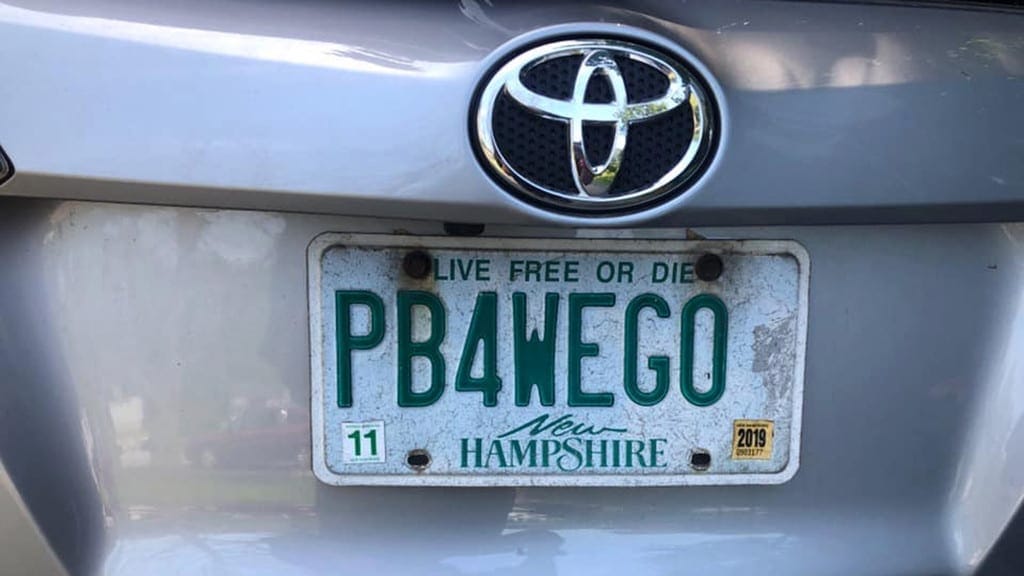 LIVE FREE OR DIE
PB4WEGO
11
New
HAMPSHIRE
2019